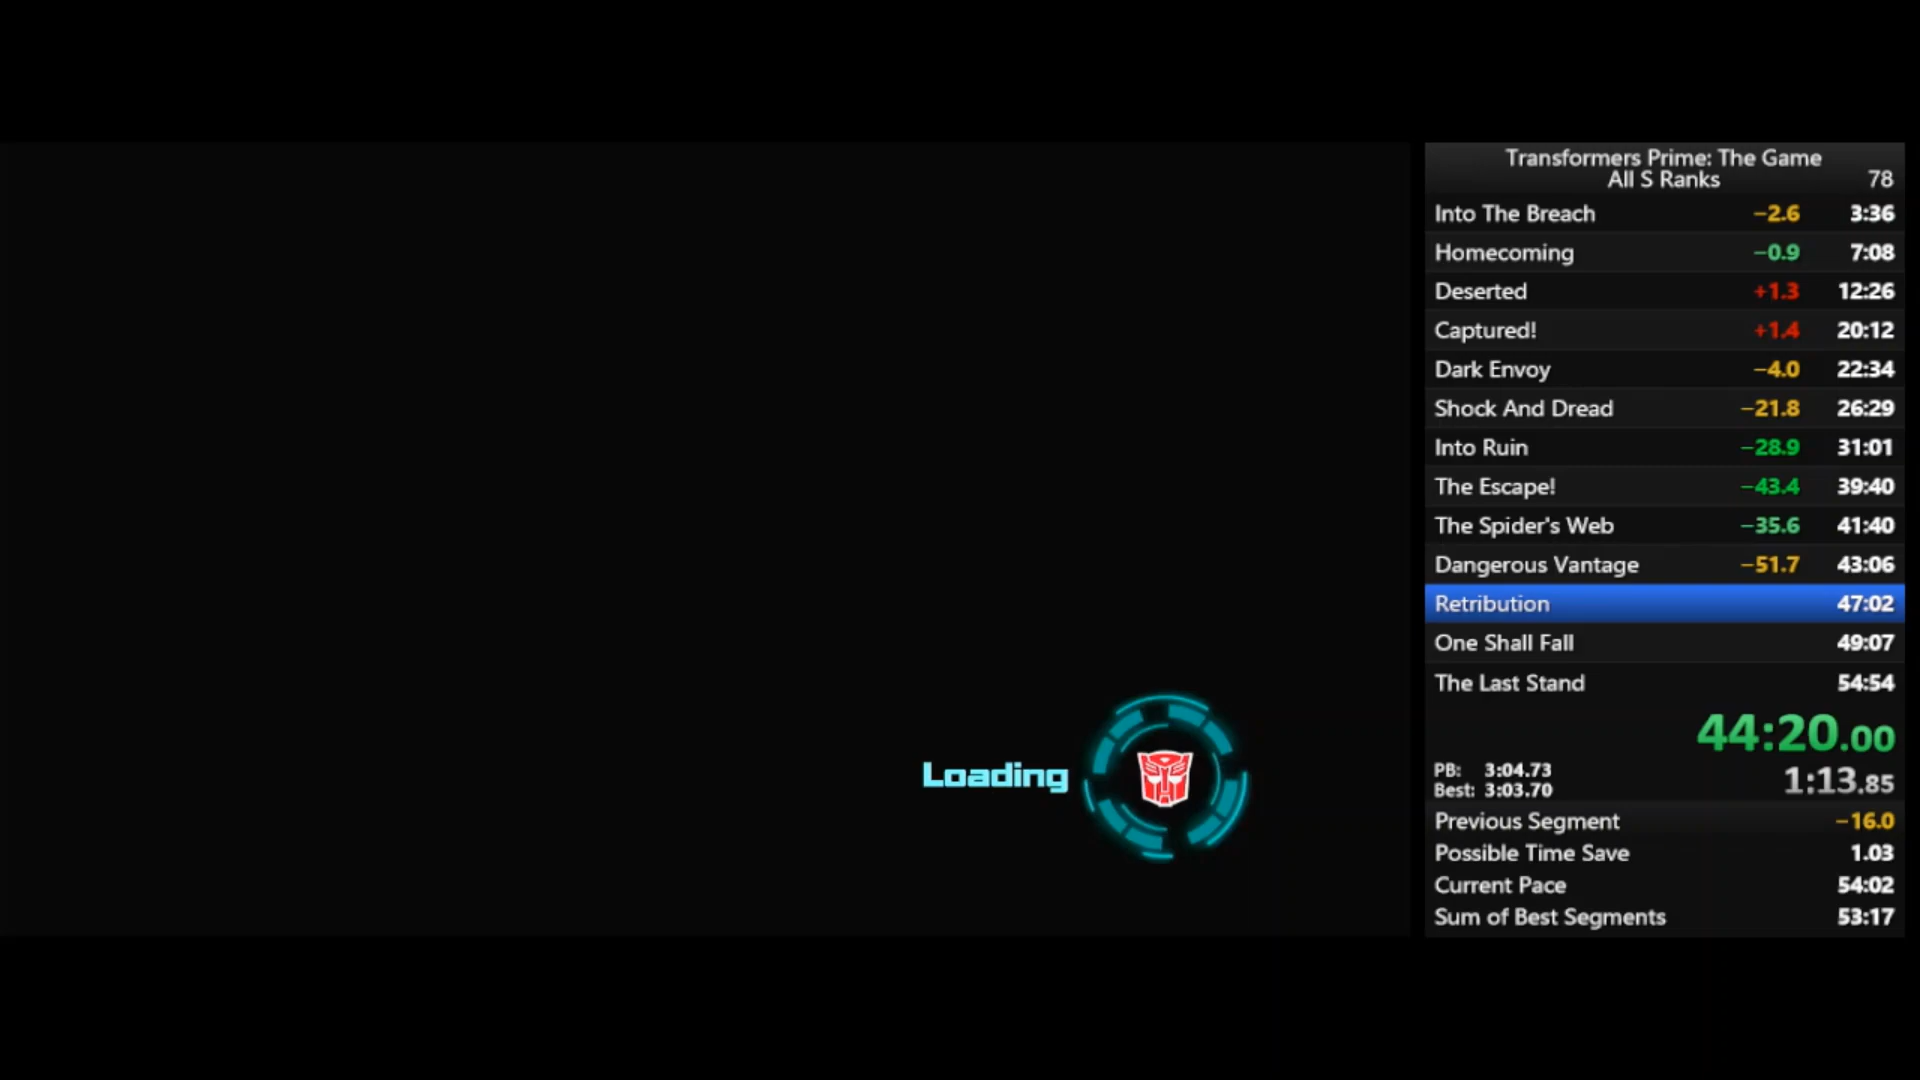 Transformers Prime: The Game
All S Ranks 78
Into The Breach −2.6 3:36
Homecoming −0.9 7:08
Deserted +1.3 12:26
Captured! +1.4 20:12
Dark Envoy −4.0 22:34
Shock And Dread −21.8 26:29
Into Ruin −28.9 31:01
The Escape! −43.4 39:40
The Spider's Web −35.6 41:40
Dangerous Vantage −51.7 43:06
Retribution 47:02
One Shall Fall 49:07
The Last Stand 54:54
44:20.00
PB: 3:04.73
Best: 3:03.70
1:13.85
Loading
Previous Segment −16.0
Possible Time Save 1.03
Current Pace 54:02
Sum of Best Segments 53:17